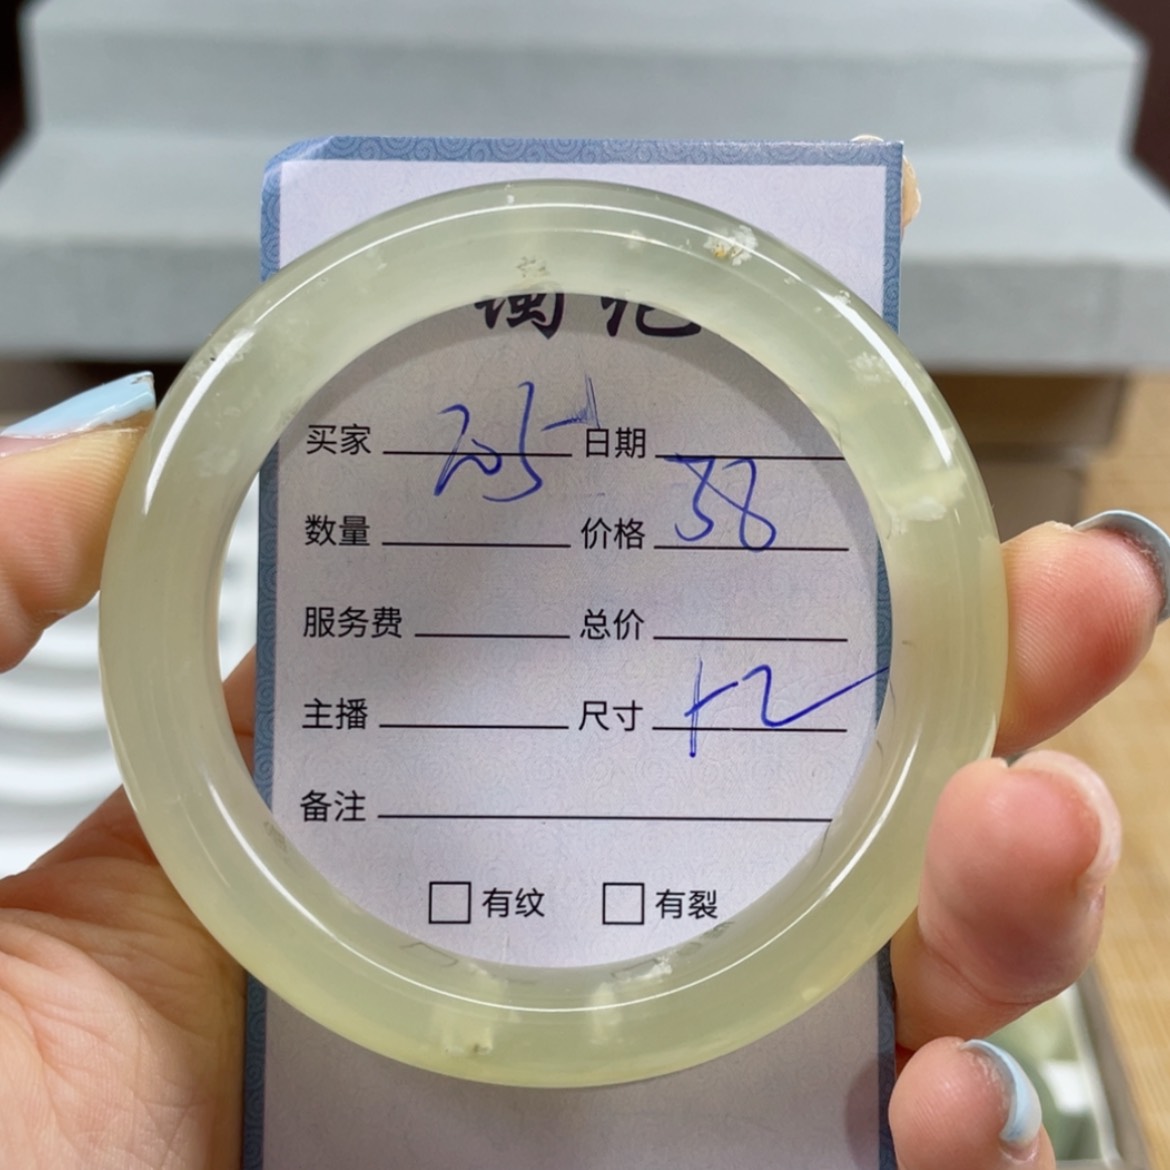 买家 205 日期
数量 价格 58
服务费 总价
主播 尺寸
备注
□ 有纹 □ 有裂